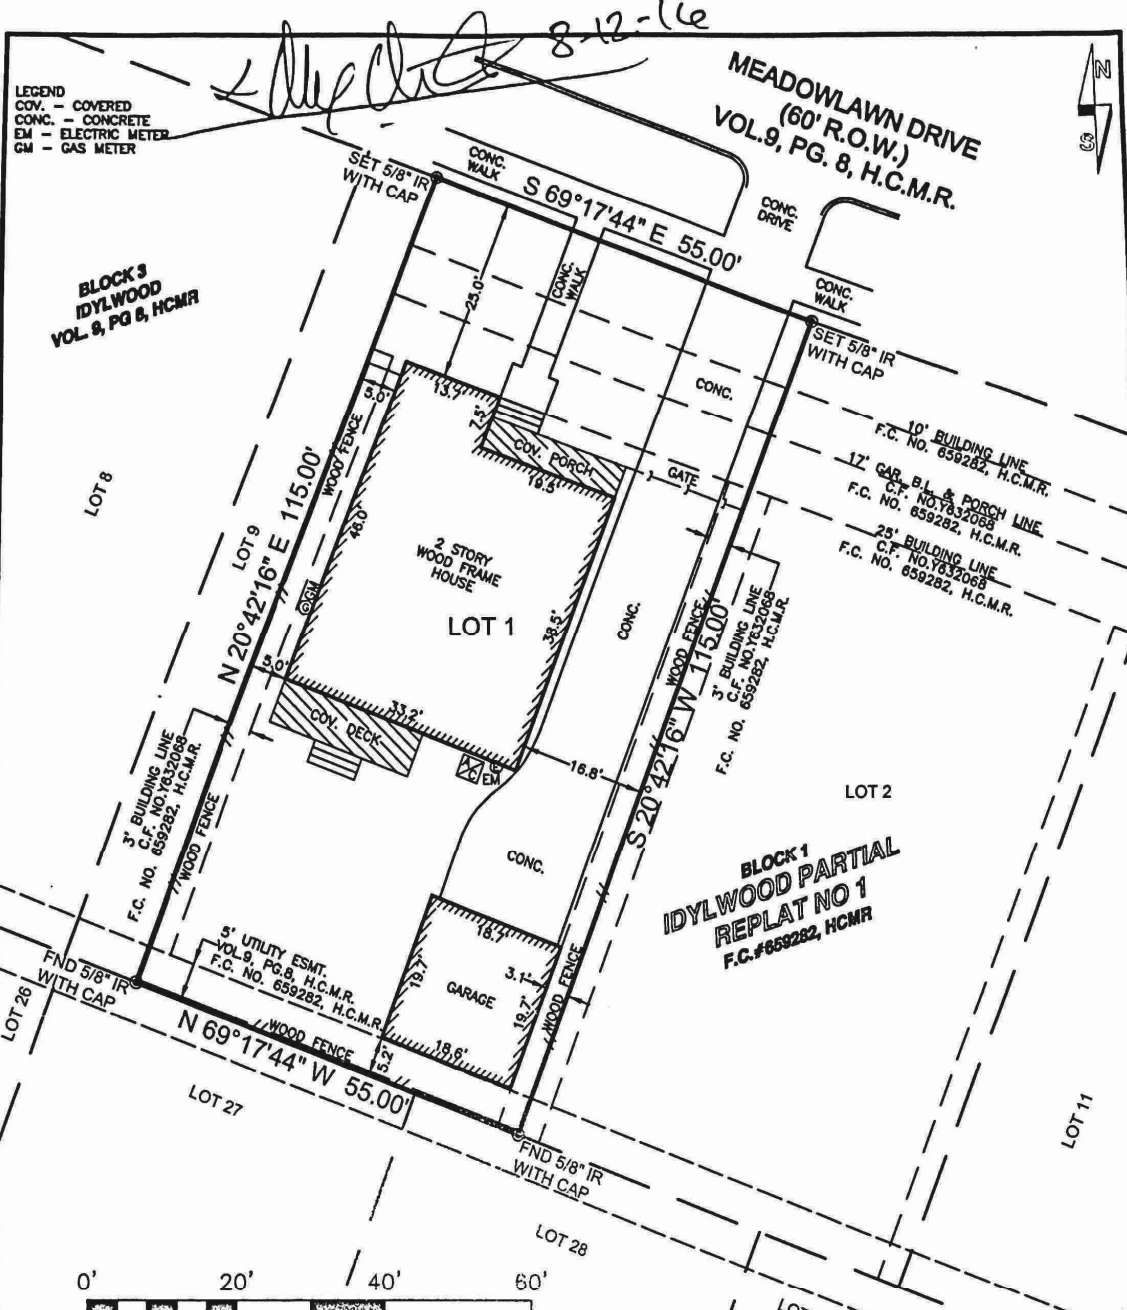 8-12-16
LEGEND
COV. – COVERED
CONC. – CONCRETE
EM – ELECTRIC METER
GM – GAS METER
MEADOWLAWN DRIVE
(60' R.O.W.)
VOL.9, PG. 8, H.C.M.R.
N
S
SET 5/8" IR
WITH CAP
CONC.
WALK
S 69°17'44" E 55.00'
CONC.
DRIVE
CONC.
WALK
SET 5/8" IR
WITH CAP
BLOCK 3
IDYLWOOD
VOL. 9, PG 8, HCMR
25.0'
CONC.
WALK
CONC.
5.0'
13.7'
7.5'
COV. PORCH
19.5'
GATE
10' BUILDING LINE
F.C. NO. 659282, H.C.M.R.
17' GAR. B.L. & PORCH LINE
C.F. NO.Y632068
F.C. NO. 659282, H.C.M.R.
25' BUILDING LINE
C.F. NO.Y632068
F.C. NO. 659282, H.C.M.R.
LOT 8
LOT 9
WOOD FENCE
N 20°42'16" E 115.00'
48.0'
2 STORY
WOOD FRAME
HOUSE
LOT 1
38.5'
CONC.
WOOD FENCE
S 20°42'16" W 115.00'
3' BUILDING LINE
C.F. NO.Y632068
F.C. NO. 659282, H.C.M.R.
GM
5.0'
33.2'
COV. DECK
A/C
EM
16.8'
LOT 2
3' BUILDING LINE
C.F. NO.Y632068
F.C. NO. 659282, H.C.M.R.
WOOD FENCE
CONC.
BLOCK 1
IDYLWOOD PARTIAL
REPLAT NO 1
F.C.#659282, HCMR
5' UTILITY ESMT.
VOL.9, PG.8, H.C.M.R.
F.C. NO. 659282, H.C.M.R.
18.7'
19.7'
GARAGE
3.1'
19.7'
18.6'
5.2'
WOOD FENCE
FND 5/8" IR
WITH CAP
LOT 26
WOOD FENCE
N 69°17'44" W 55.00'
LOT 27
FND 5/8" IR
WITH CAP
LOT 28
LOT 11
0' 20' 40' 60'
LOT